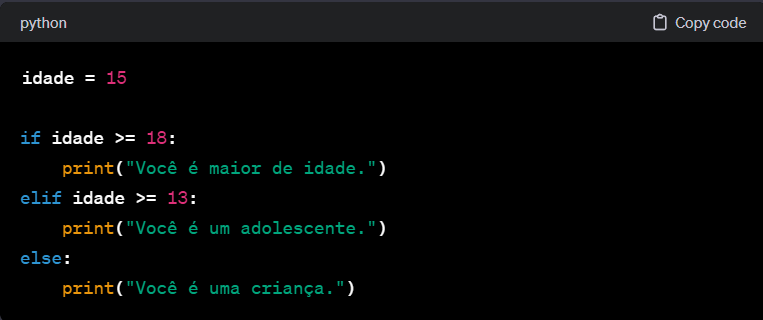 python
Copy code
idade = 15
if idade >= 18:
    print("Você é maior de idade.")
elif idade >= 13:
    print("Você é um adolescente.")
else:
    print("Você é uma criança.")